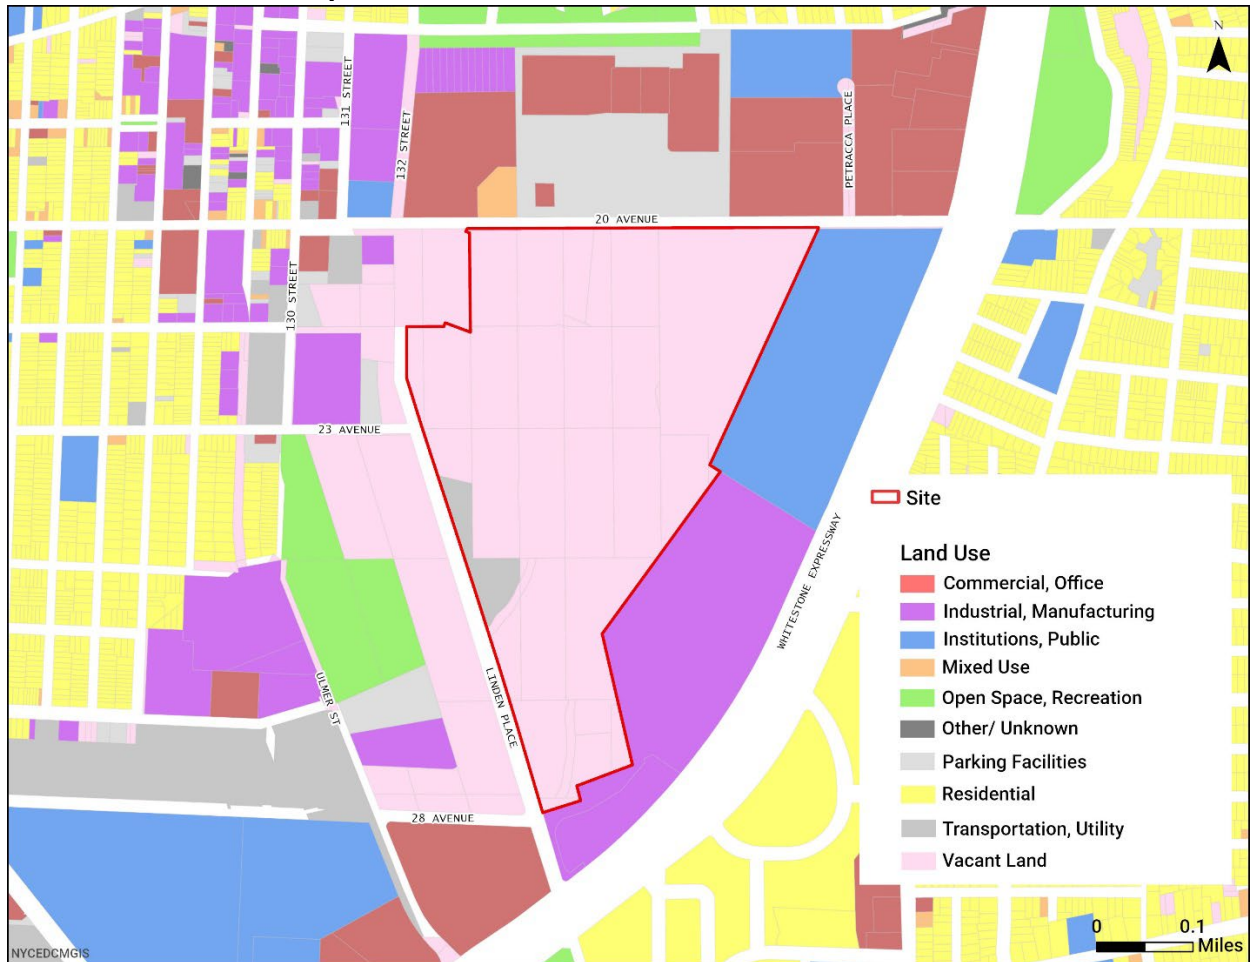 N
131 STREET
132 STREET
PETRACCA PLACE
20 AVENUE
130 STREET
23 AVENUE
WHITESTONE EXPRESSWAY
ULMER ST
LINDEN PLACE
28 AVENUE
Site
Land Use
Commercial, Office
Industrial, Manufacturing
Institutions, Public
Mixed Use
Open Space, Recreation
Other/ Unknown
Parking Facilities
Residential
Transportation, Utility
Vacant Land
0 0.1
Miles
NYCEDCMGIS